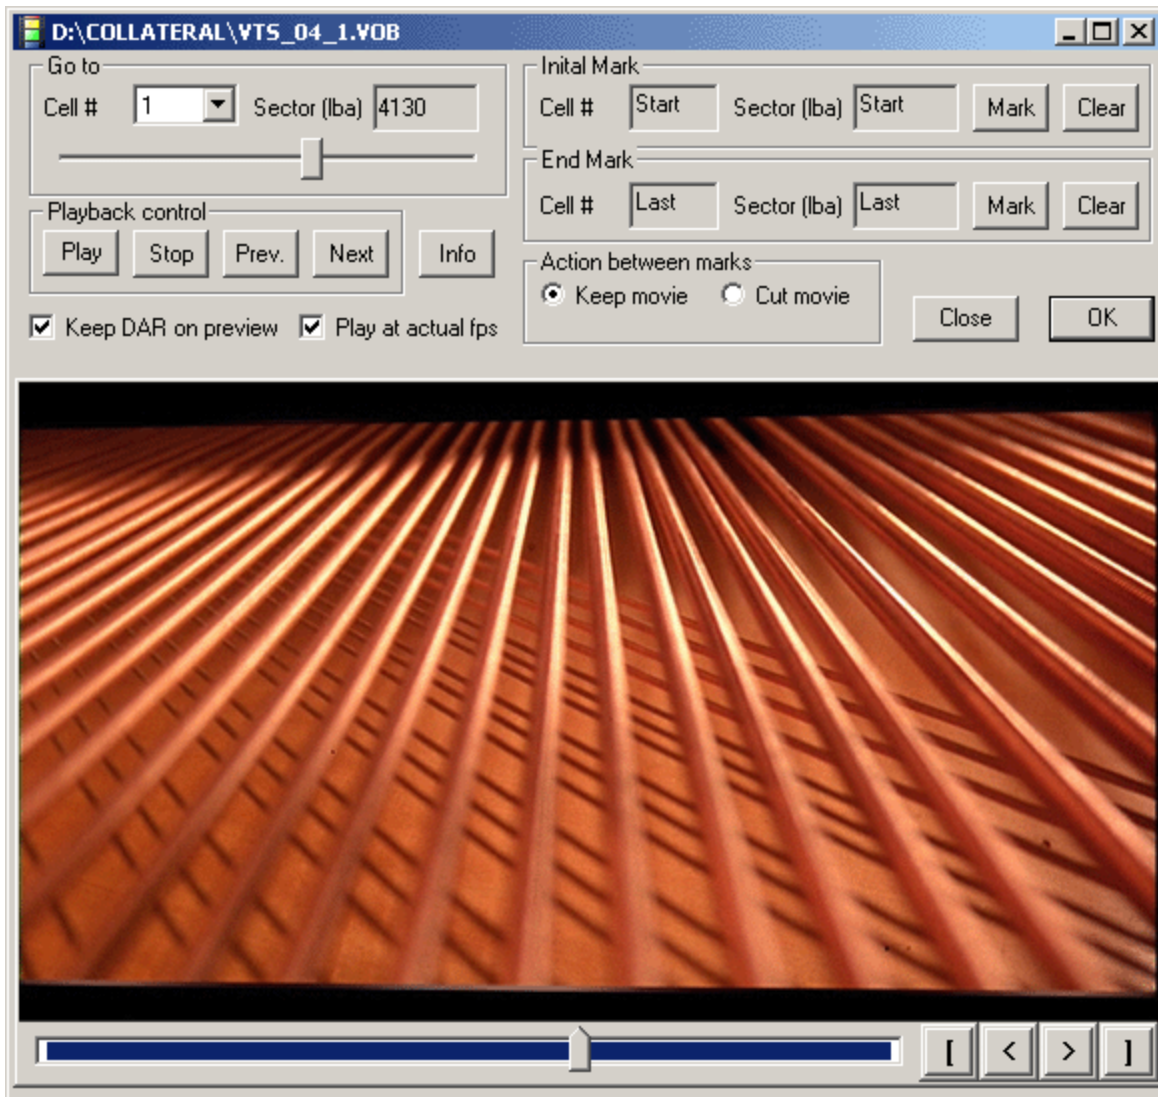 D:\COLLATERAL\VTS_04_1.VOB
Go to
Cell # 1 Sector (lba) 4130
Inital Mark
Cell # Start Sector (lba) Start Mark Clear
End Mark
Cell # Last Sector (lba) Last Mark Clear
Playback control
Play Stop Prev. Next Info
Action between marks
Keep movie Cut movie
Keep DAR on preview Play at actual fps
Close OK
[ < > ]